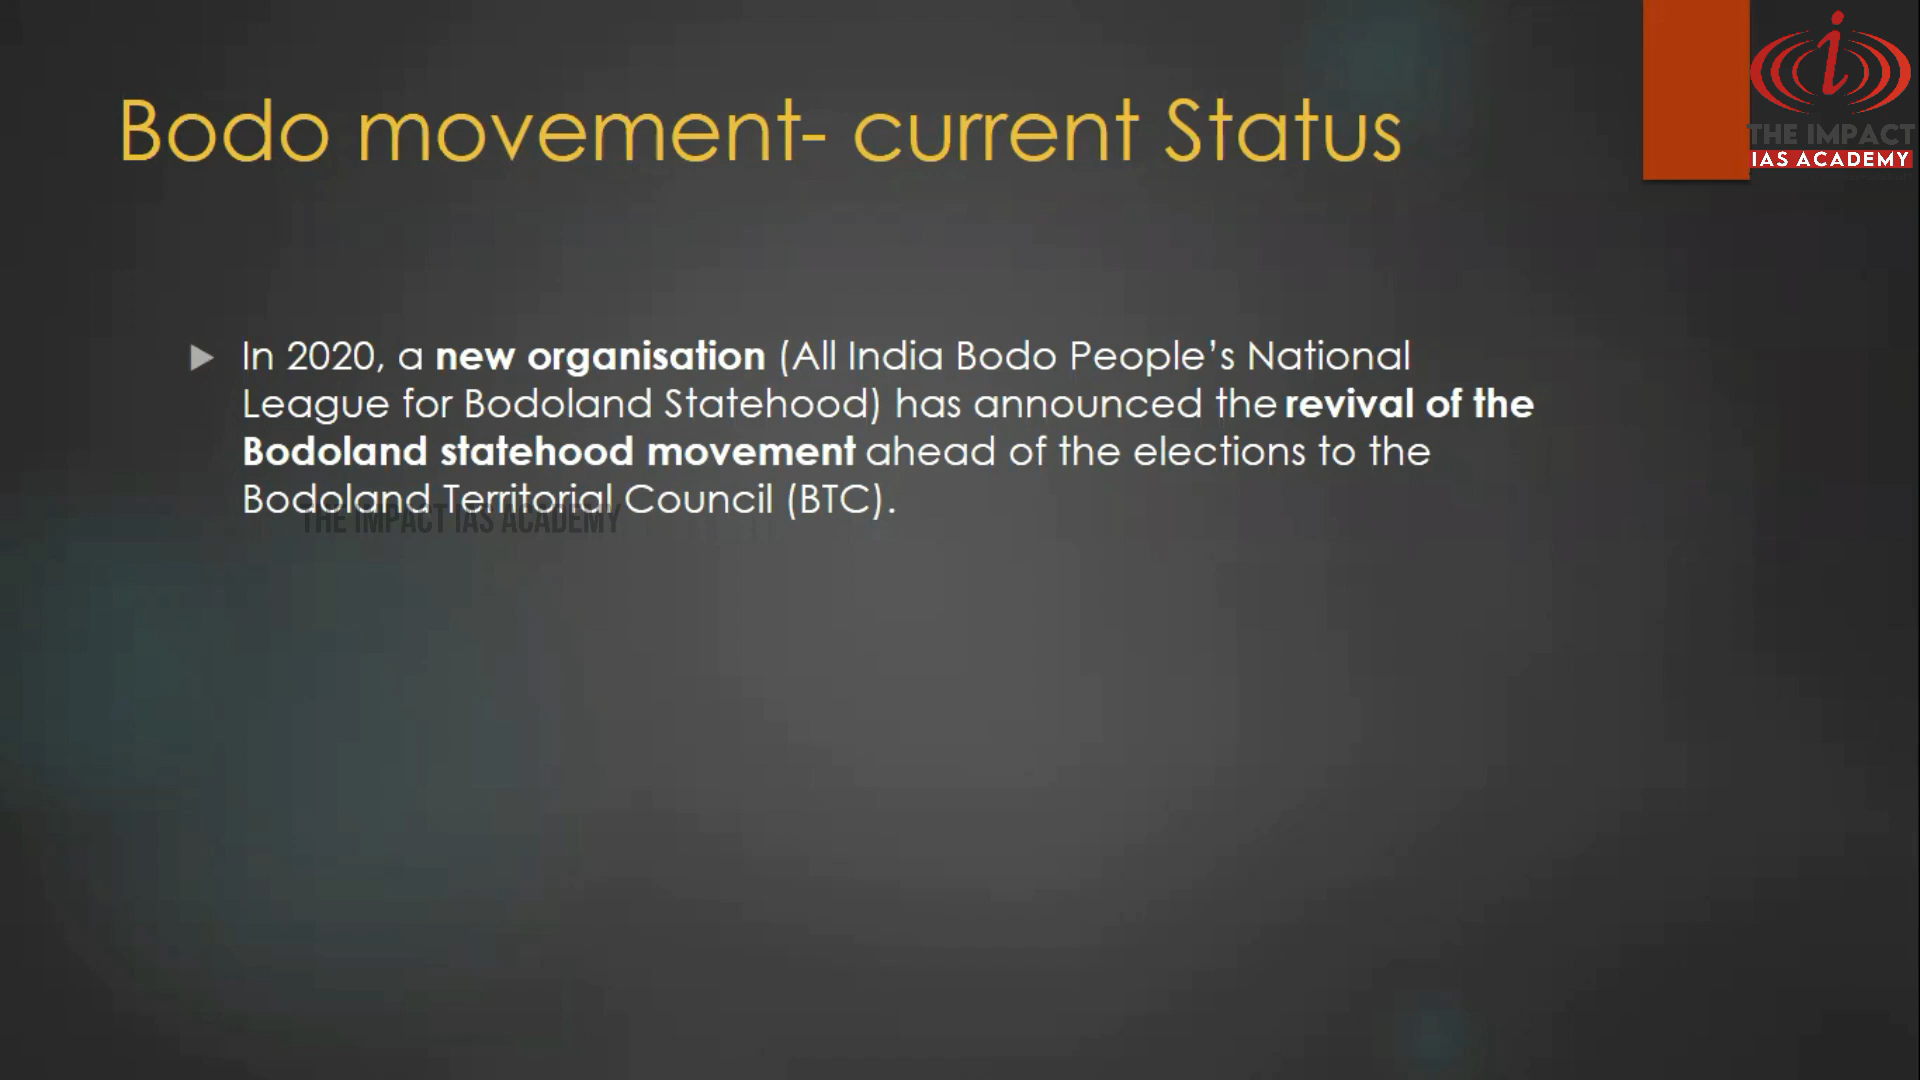 Bodo movement- current Status
THE IMPACT
IAS ACADEMY
In 2020, a new organisation (All India Bodo People’s National
League for Bodoland Statehood) has announced the revival of the
Bodoland statehood movement ahead of the elections to the
Bodoland Territorial Council (BTC).
THE IMPACT IAS ACADEMY